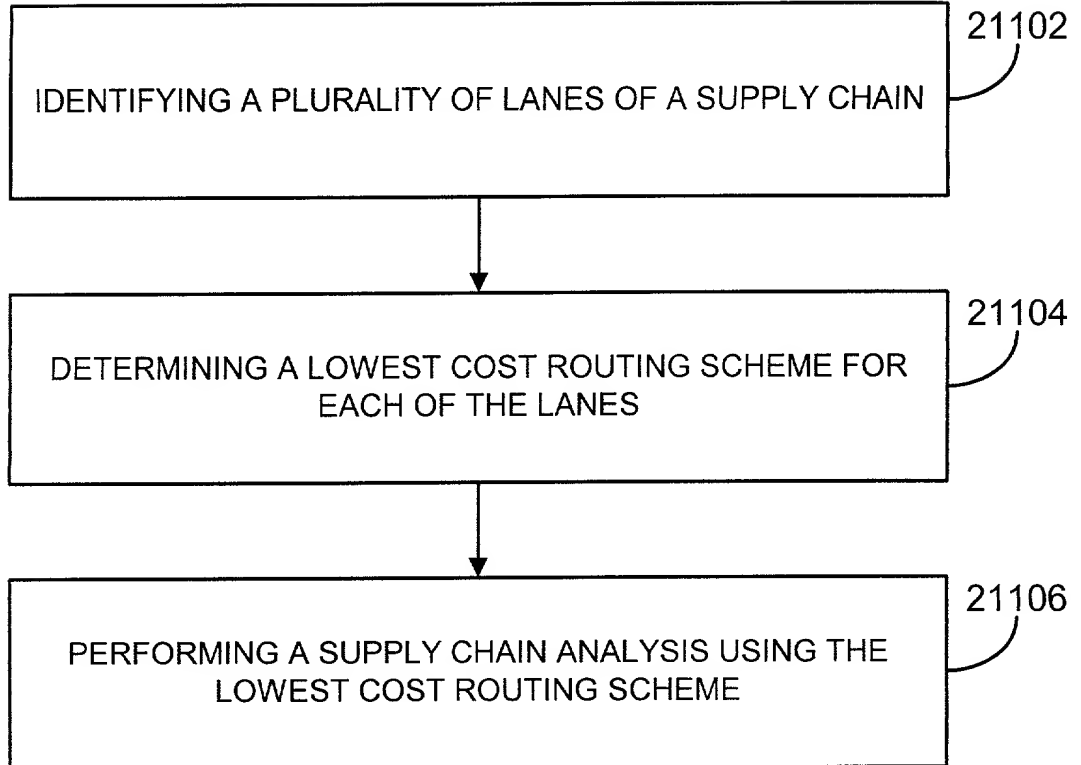 21102
IDENTIFYING A PLURALITY OF LANES OF A SUPPLY CHAIN
21104
DETERMINING A LOWEST COST ROUTING SCHEME FOR
EACH OF THE LANES
21106
PERFORMING A SUPPLY CHAIN ANALYSIS USING THE
LOWEST COST ROUTING SCHEME